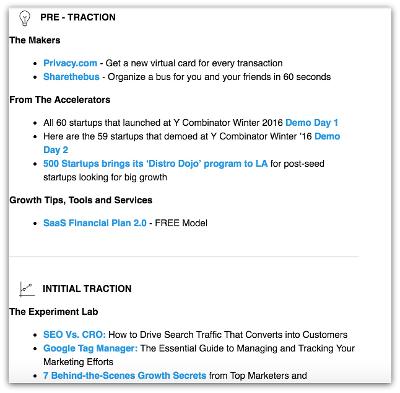 PRE - TRACTION
The Makers
• Privacy.com - Get a new virtual card for every transaction
• Sharethebus - Organize a bus for you and your friends in 60 seconds
From The Accelerators
• All 60 startups that launched at Y Combinator Winter 2016 Demo Day 1
• Here are the 59 startups that demoed at Y Combinator Winter '16 Demo
Day 2
• 500 Startups brings its 'Distro Dojo' program to LA for post-seed
startups looking for big growth
Growth Tips, Tools and Services
• SaaS Financial Plan 2.0 - FREE Model
INTITIAL TRACTION
The Experiment Lab
• SEO Vs. CRO: How to Drive Search Traffic That Converts into Customers
• Google Tag Manager: The Essential Guide to Managing and Tracking Your
Marketing Efforts
• 7 Behind-the-Scenes Growth Secrets from Top Marketers and